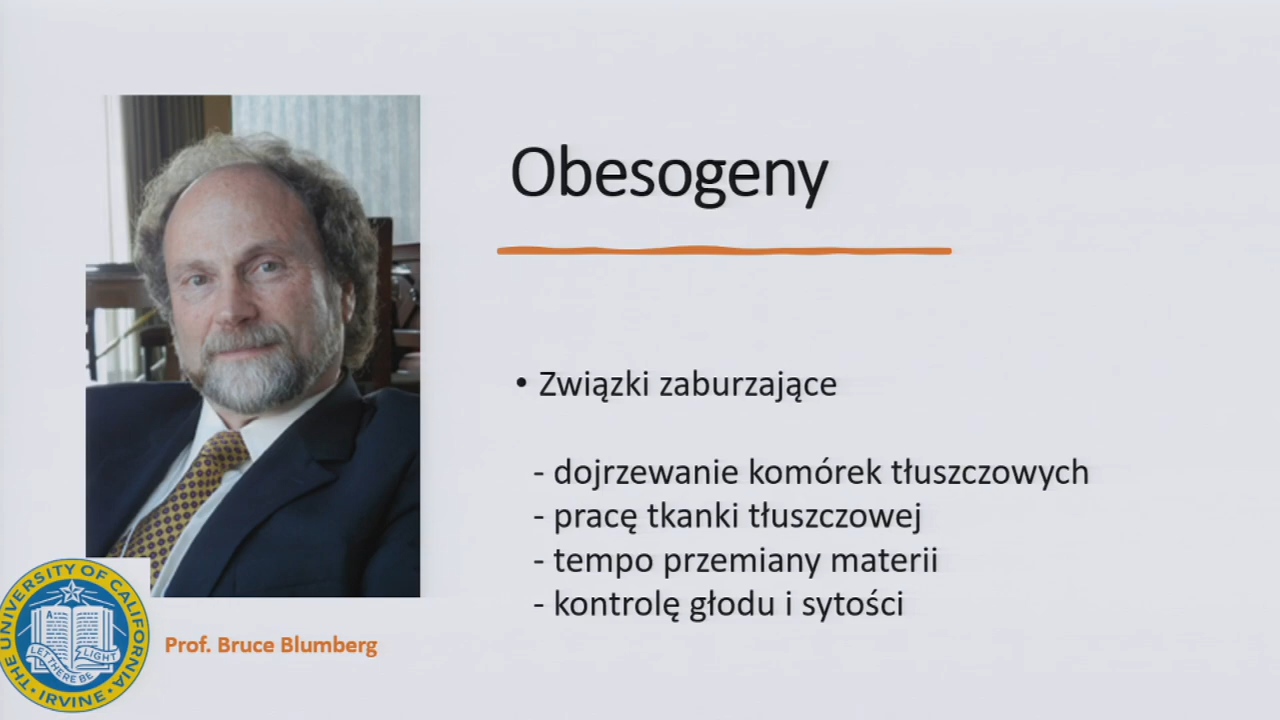 Obesogeny
• Związki zaburzające
- dojrzewanie komórek tłuszczowych
- pracę tkanki tłuszczowej
- tempo przemiany materii
- kontrolę głodu i sytości
THE UNIVERSITY OF CALIFORNIA
LET THERE BE LIGHT
· IRVINE ·
Prof. Bruce Blumberg